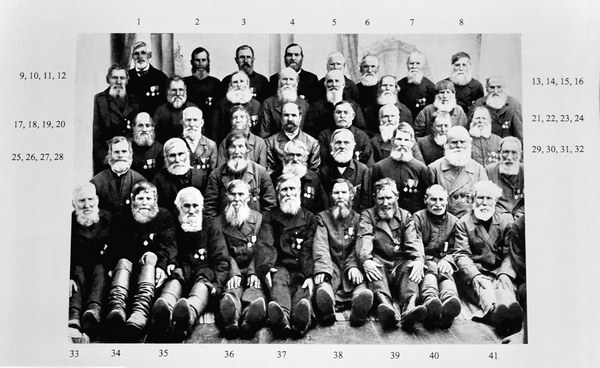 1 2 3 4 5 6 7 8
9, 10, 11, 12
13, 14, 15, 16
17, 18, 19, 20
21, 22, 23, 24
25, 26, 27, 28
29, 30, 31, 32
33 34 35 36 37 38 39 40 41